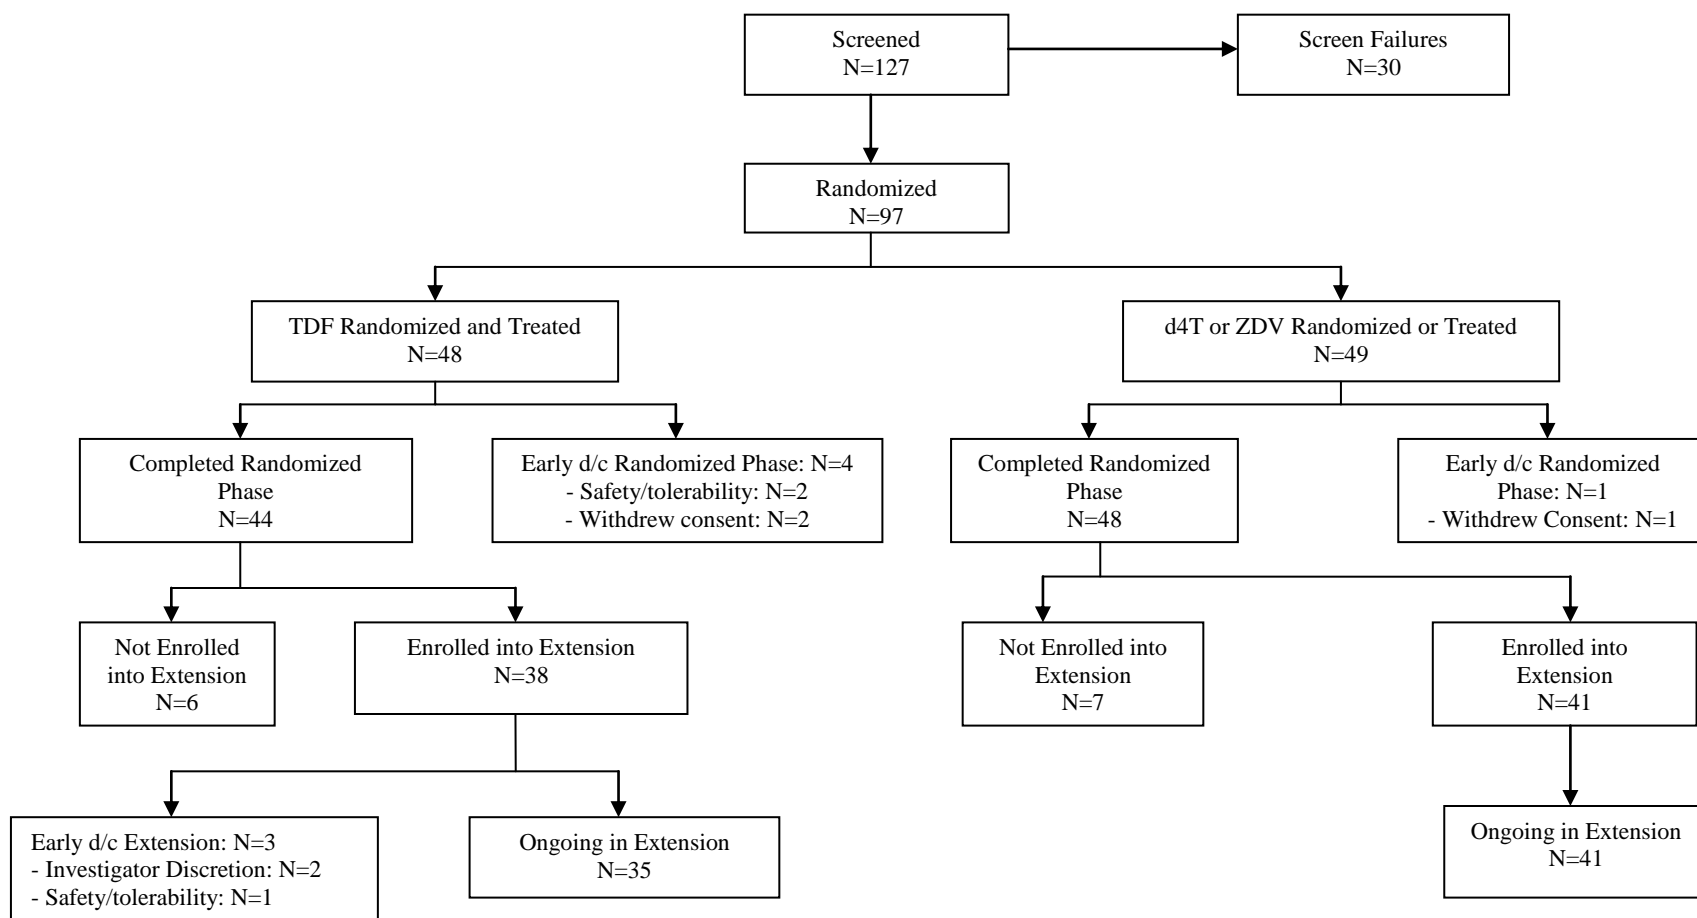 Screened
N=127
Screen Failures
N=30
Randomized
N=97
TDF Randomized and Treated
N=48
d4T or ZDV Randomized or Treated
N=49
Completed Randomized
Phase
N=44
Early d/c Randomized Phase: N=4
- Safety/tolerability: N=2
- Withdrew consent: N=2
Completed Randomized
Phase
N=48
Early d/c Randomized
Phase: N=1
- Withdrew Consent: N=1
Not Enrolled
into Extension
N=6
Enrolled into Extension
N=38
Not Enrolled into
Extension
N=7
Enrolled into
Extension
N=41
Early d/c Extension: N=3
- Investigator Discretion: N=2
- Safety/tolerability: N=1
Ongoing in Extension
N=35
Ongoing in Extension
N=41